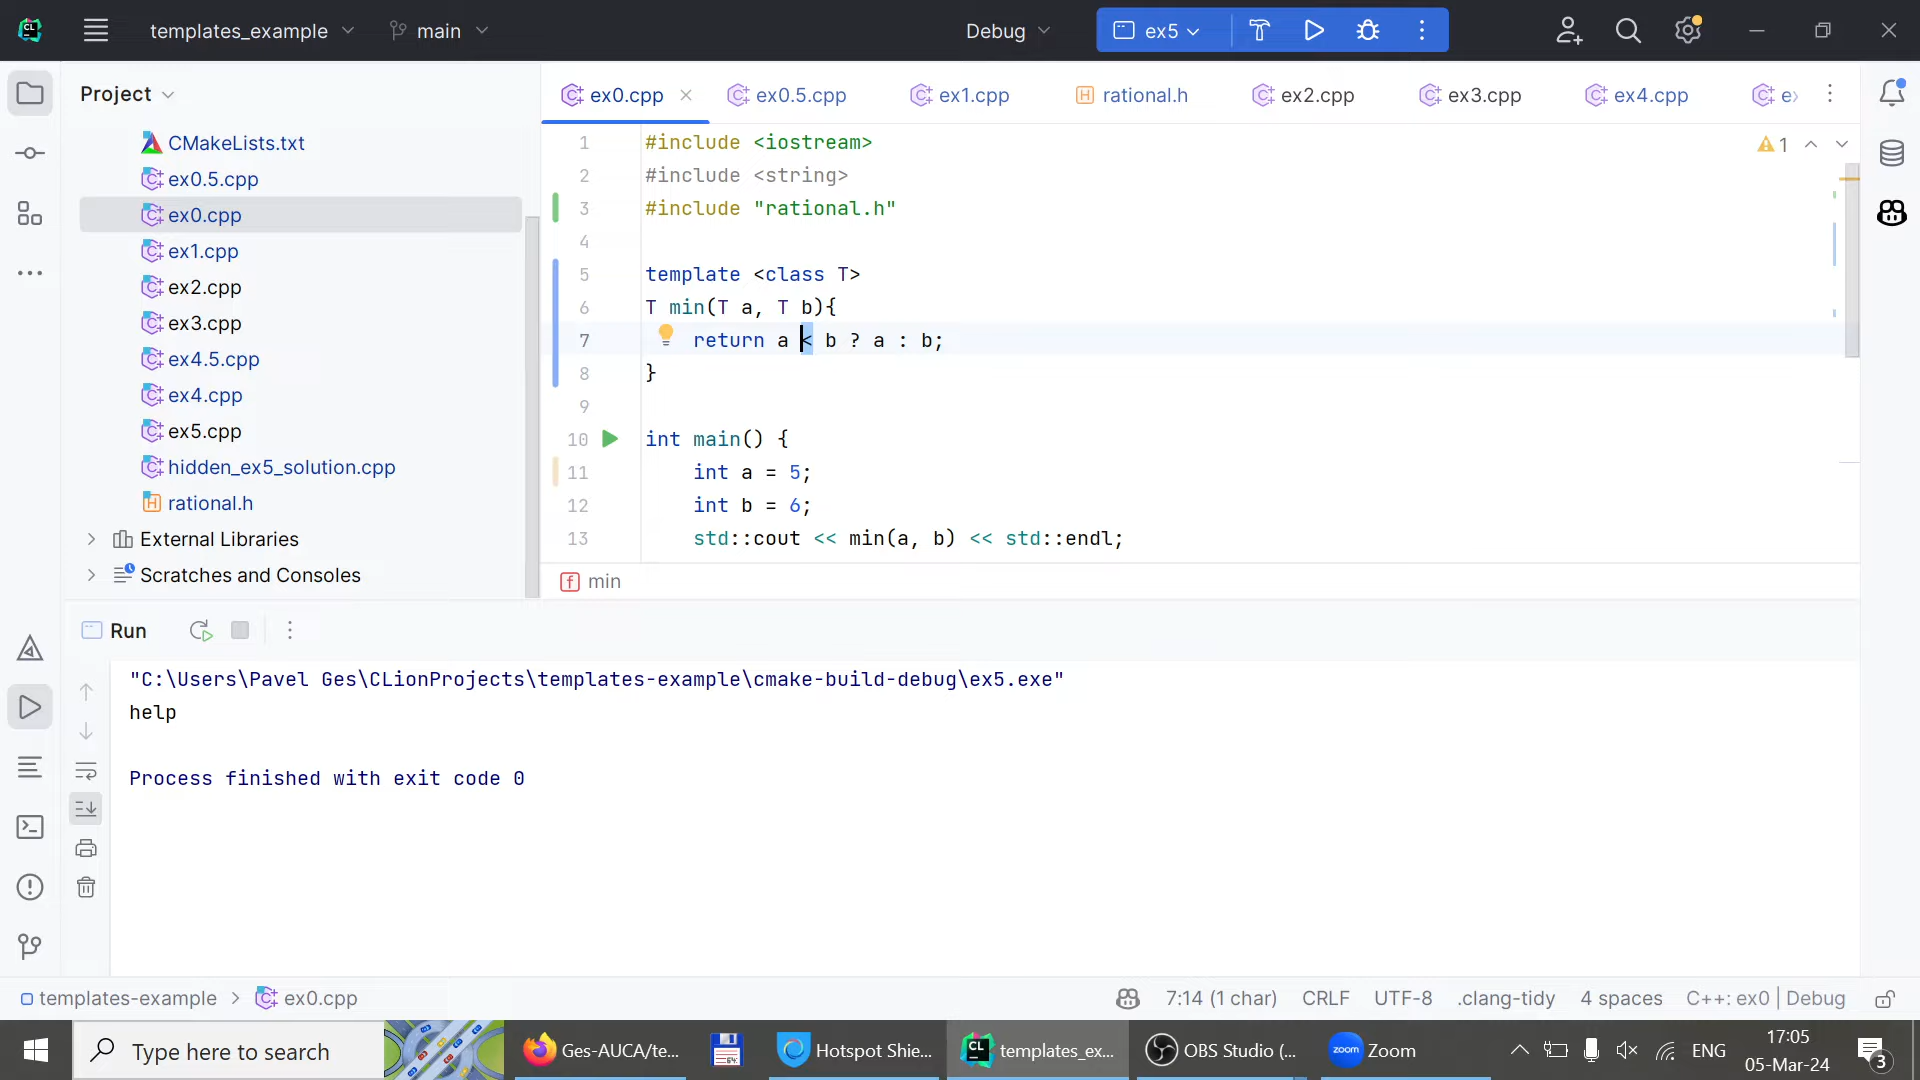 templates_example
main
Debug
ex5
Project
CMakeLists.txt
ex0.5.cpp
ex0.cpp
ex1.cpp
ex2.cpp
ex3.cpp
ex4.5.cpp
ex4.cpp
ex5.cpp
hidden_ex5_solution.cpp
rational.h
External Libraries
Scratches and Consoles
ex0.cpp
ex0.5.cpp
ex1.cpp
rational.h
ex2.cpp
ex3.cpp
ex4.cpp
1
1 #include <iostream>
2 #include <string>
3 #include "rational.h"
4
5 template <class T>
6 T min(T a, T b){
7 return a < b ? a : b;
8 }
9
10 int main() {
11 int a = 5;
12 int b = 6;
13 std::cout << min(a, b) << std::endl;
f min
Run
"C:\Users\Pavel Ges\CLionProjects\templates-example\cmake-build-debug\ex5.exe"
help
Process finished with exit code 0
templates-example > ex0.cpp
7:14 (1 char) CRLF UTF-8 .clang-tidy 4 spaces C++: ex0 | Debug
Type here to search
Ges-AUCA/te...
64
Hotspot Shie...
CL
templates_ex...
OBS Studio (...
zoom
Zoom
ENG
17:05
05-Mar-24
3